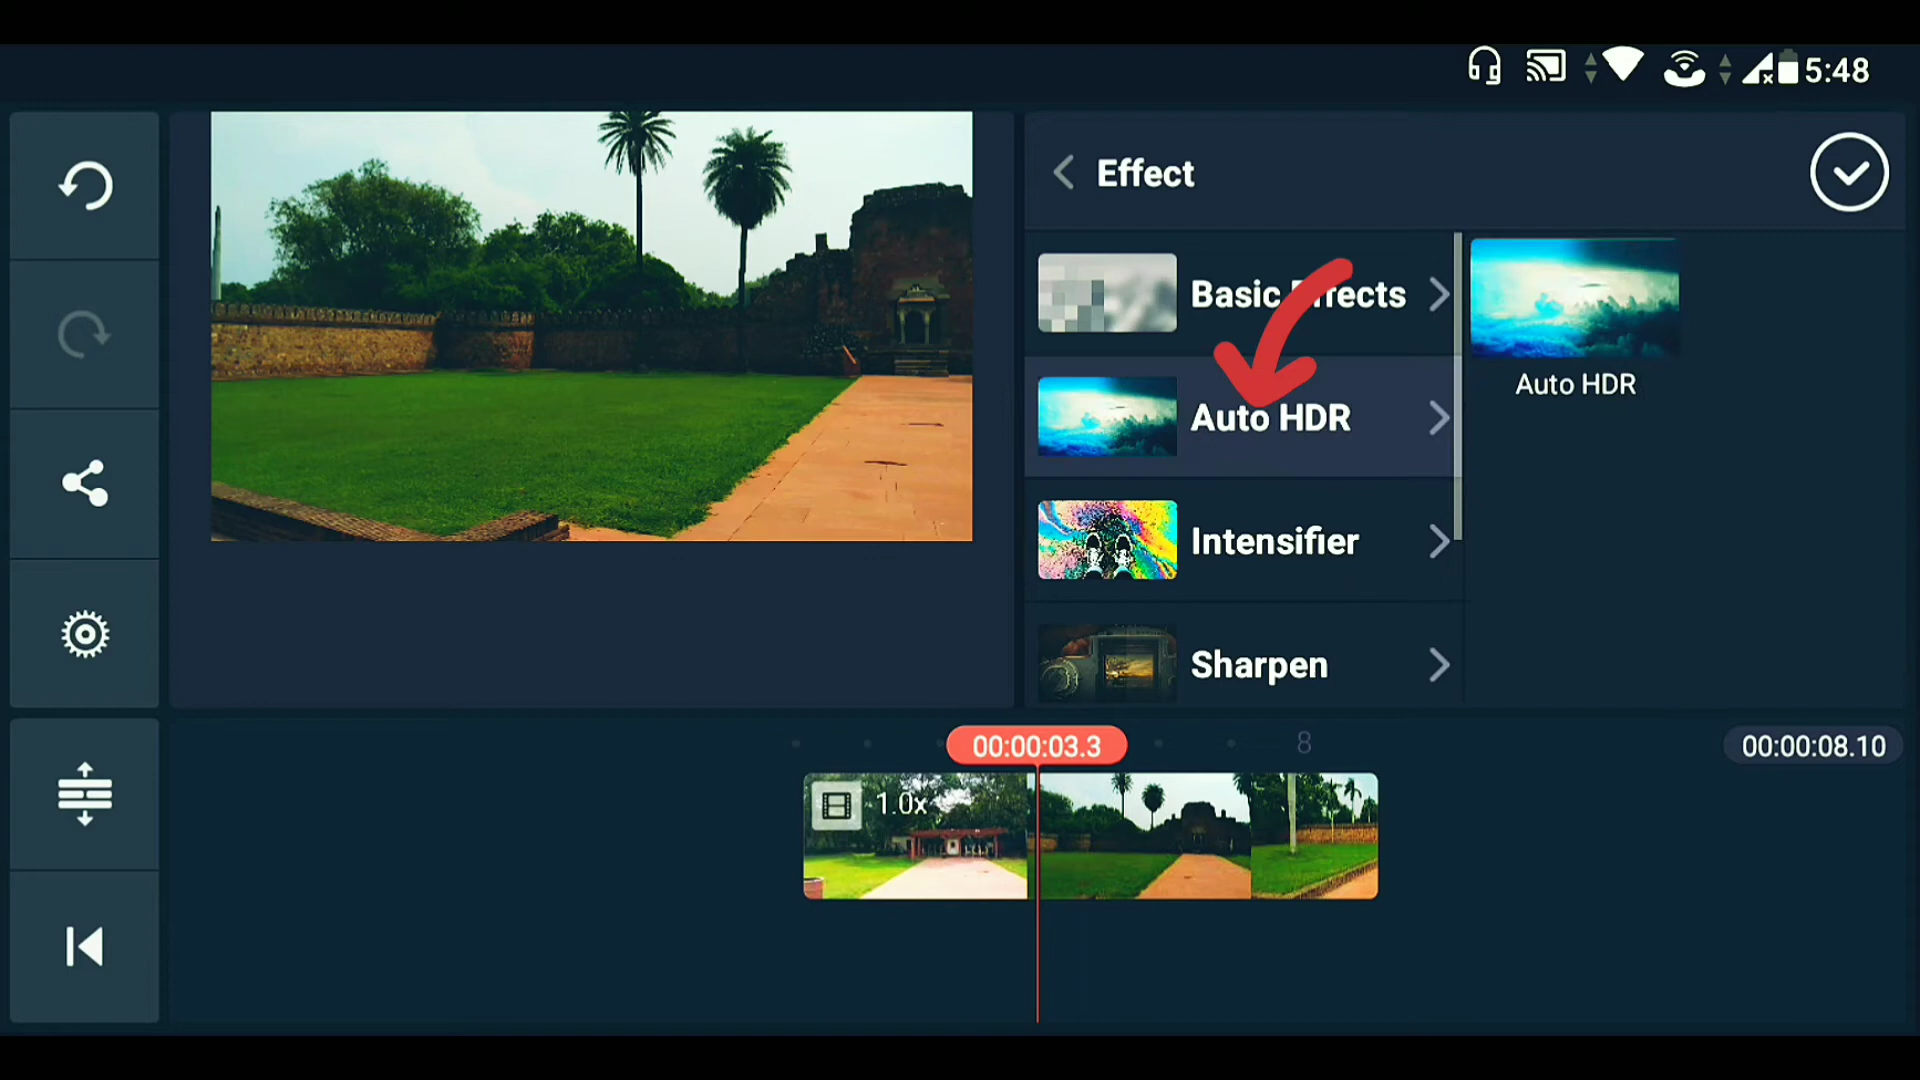 5:48
Effect
Basic Effects
Auto HDR
Auto HDR
Intensifier
Sharpen
00:00:03.3
8
00:00:08.10
1.0x